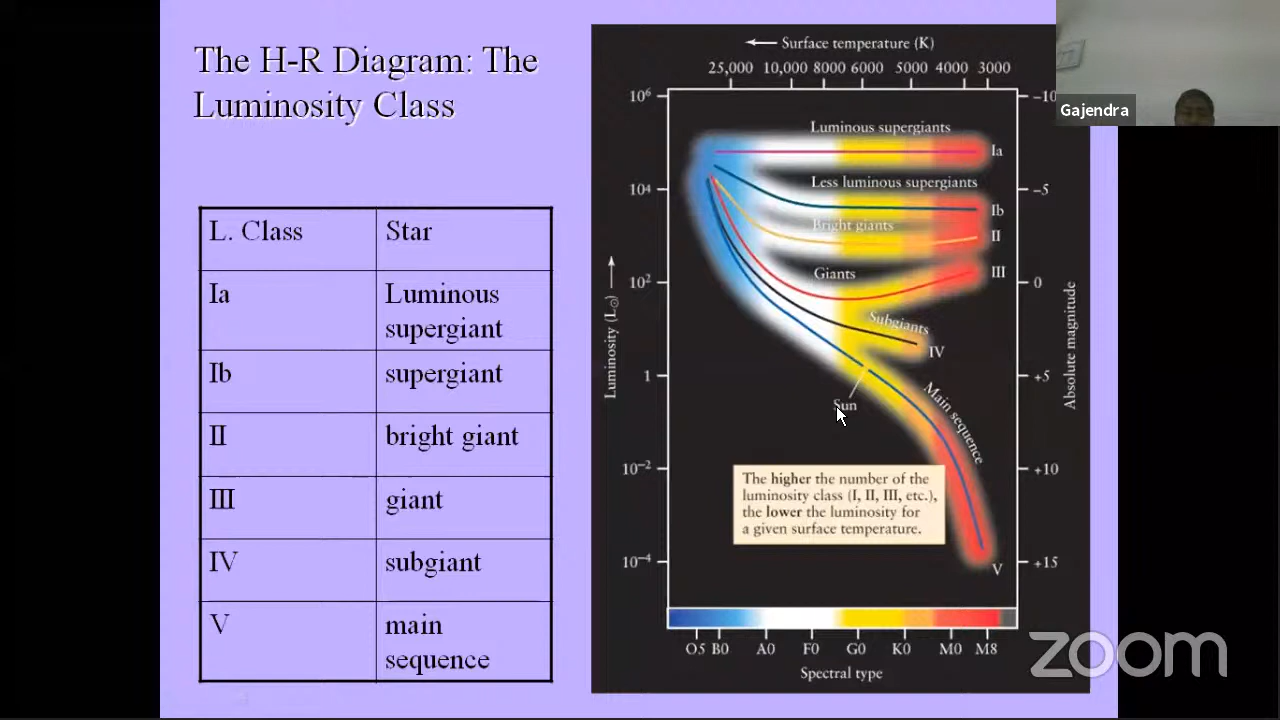 The H-R Diagram: The
Luminosity Class
L. Class
Star
Ia
Luminous
supergiant
Ib
supergiant
II
bright giant
III
giant
IV
subgiant
V
main
sequence
Surface temperature (K)
25,000 10,000 8000 6000 5000 4000 3000
10⁶
10⁴
10²
1
10⁻²
10⁻⁴
Luminosity (L⊙)
Luminous supergiants
Ia
Less luminous supergiants
Ib
Bright giants
II
Giants
III
Subgiants
IV
Sun
Main sequence
V
The higher the number of the
luminosity class (I, II, III, etc.),
the lower the luminosity for
a given surface temperature.
−10
−5
0
+5
+10
+15
Absolute magnitude
O5 B0 A0 F0 G0 K0 M0 M8
Spectral type
Gajendra
zoom